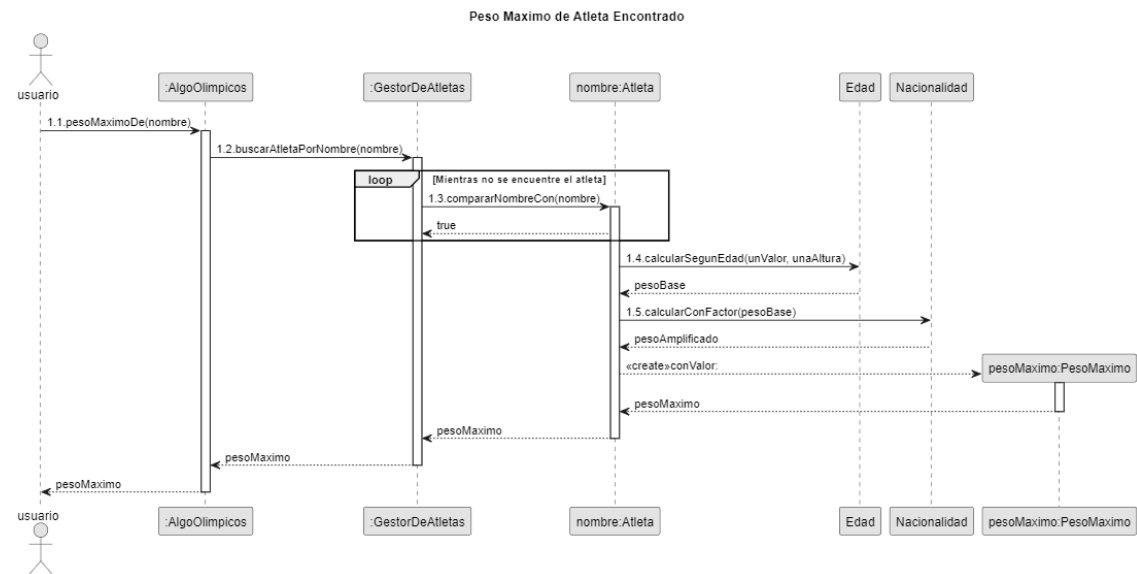 Peso Maximo de Atleta Encontrado
usuario
:AlgoOlimpicos
:GestorDeAtletas
nombre:Atleta
Edad
Nacionalidad
1.1.pesoMaximoDe(nombre)
1.2.buscarAtletaPorNombre(nombre)
loop
[Mientras no se encuentre el atleta]
1.3.compararNombreCon(nombre)
true
1.4.calcularSegunEdad(unValor, unaAltura)
pesoBase
1.5.calcularConFactor(pesoBase)
pesoAmplificado
«create»conValor:
pesoMaximo:PesoMaximo
pesoMaximo
pesoMaximo
pesoMaximo
pesoMaximo
usuario
:AlgoOlimpicos
:GestorDeAtletas
nombre:Atleta
Edad
Nacionalidad
pesoMaximo:PesoMaximo